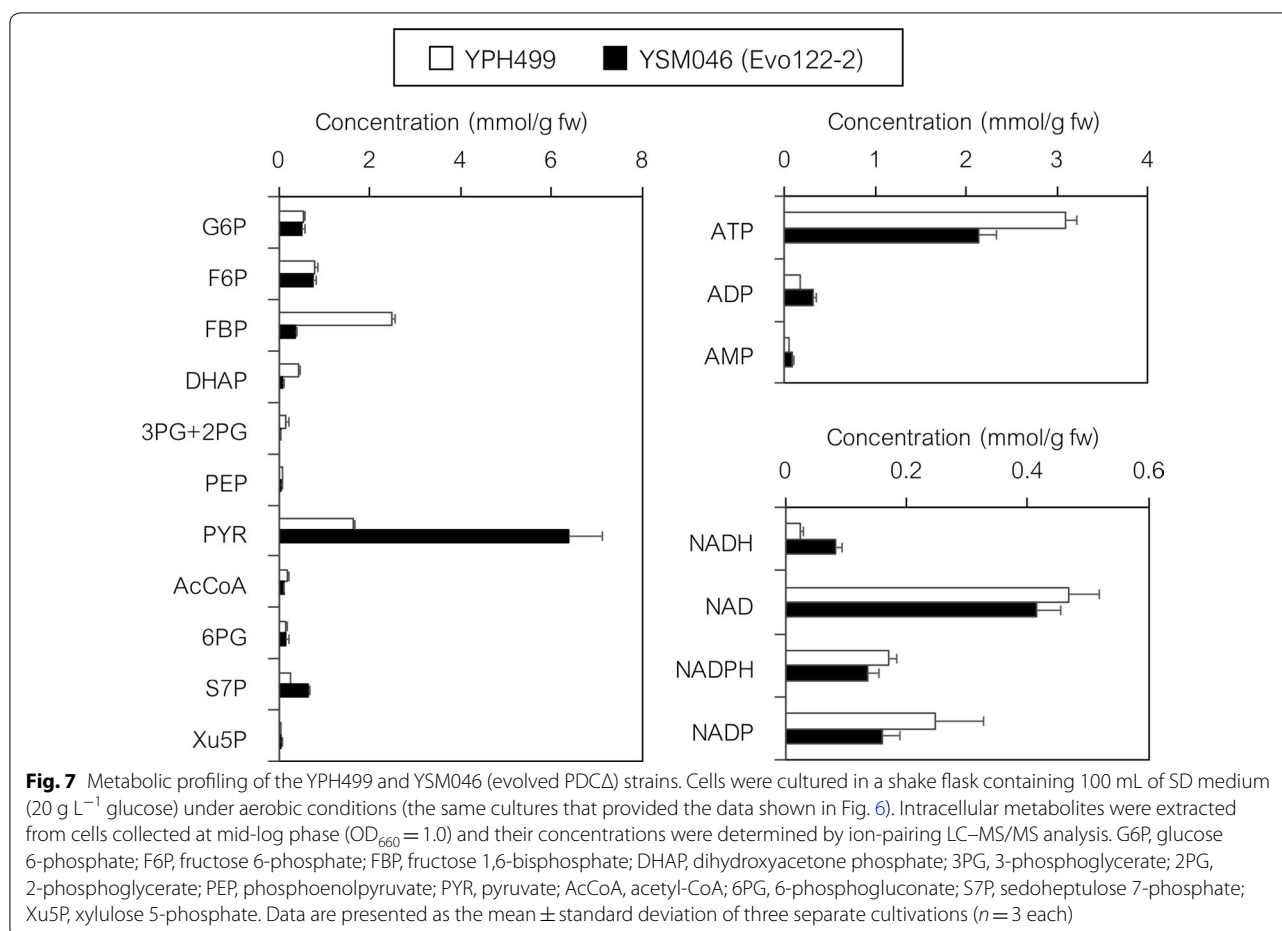 YPH499 YSM046 (Evo122-2)
Concentration (mmol/g fw)
0 2 4 6 8
G6P
F6P
FBP
DHAP
3PG+2PG
PEP
PYR
AcCoA
6PG
S7P
Xu5P
Concentration (mmol/g fw)
0 1 2 3 4
ATP
ADP
AMP
Concentration (mmol/g fw)
0 0.2 0.4 0.6
NADH
NAD
NADPH
NADP
Fig. 7 Metabolic profiling of the YPH499 and YSM046 (evolved PDCΔ) strains. Cells were cultured in a shake flask containing 100 mL of SD medium
(20 g L⁻¹ glucose) under aerobic conditions (the same cultures that provided the data shown in Fig. 6). Intracellular metabolites were extracted
from cells collected at mid-log phase (OD₆₆₀ = 1.0) and their concentrations were determined by ion-pairing LC–MS/MS analysis. G6P, glucose
6-phosphate; F6P, fructose 6-phosphate; FBP, fructose 1,6-bisphosphate; DHAP, dihydroxyacetone phosphate; 3PG, 3-phosphoglycerate; 2PG,
2-phosphoglycerate; PEP, phosphoenolpyruvate; PYR, pyruvate; AcCoA, acetyl-CoA; 6PG, 6-phosphogluconate; S7P, sedoheptulose 7-phosphate;
Xu5P, xylulose 5-phosphate. Data are presented as the mean ± standard deviation of three separate cultivations (n = 3 each)